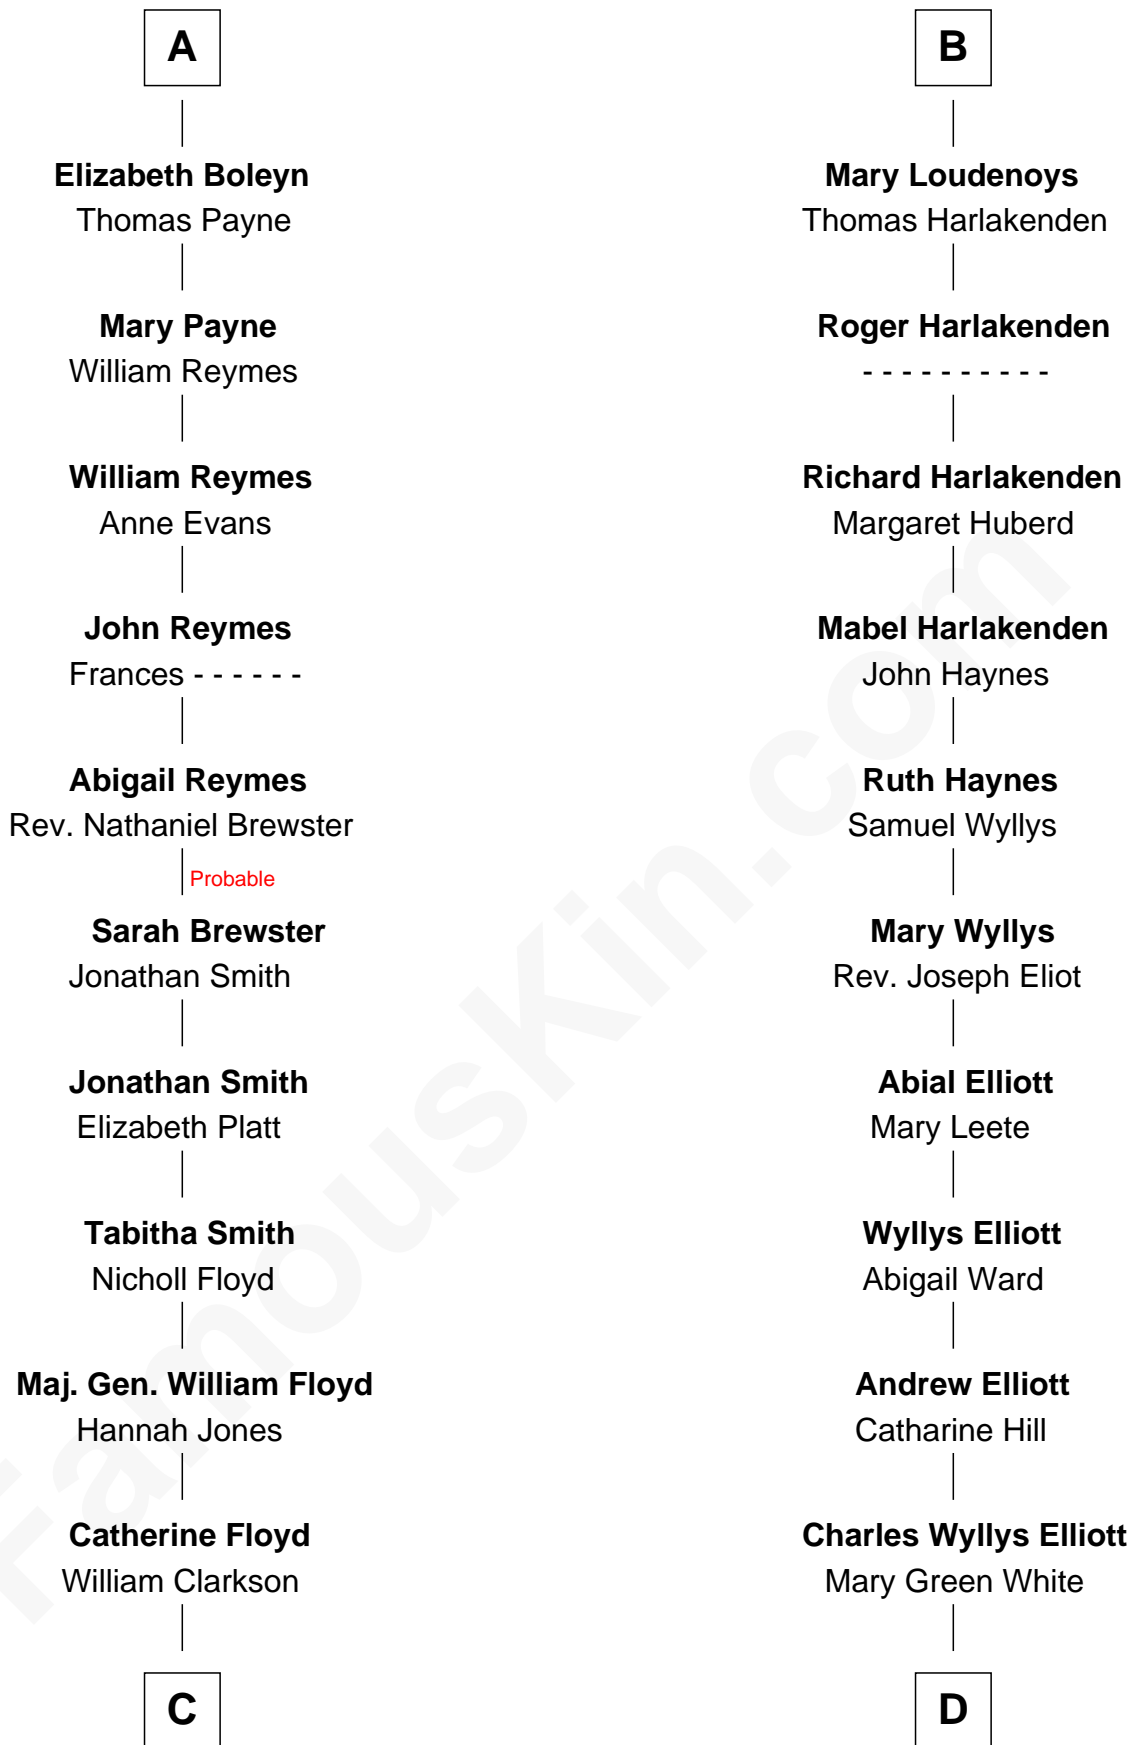 A
Elizabeth Boleyn
Thomas Payne
Mary Payne
William Reymes
William Reymes
Anne Evans
John Reymes
Frances - - - - - -
Abigail Reymes
Rev. Nathaniel Brewster
Probable
Sarah Brewster
Jonathan Smith
Jonathan Smith
Elizabeth Platt
Tabitha Smith
Nicholl Floyd
Maj. Gen. William Floyd
Hannah Jones
Catherine Floyd
William Clarkson
C
B
Mary Loudenoys
Thomas Harlakenden
Roger Harlakenden
- - - - - - - - - -
Richard Harlakenden
Margaret Huberd
Mabel Harlakenden
John Haynes
Ruth Haynes
Samuel Wyllys
Mary Wyllys
Rev. Joseph Eliot
Abial Elliott
Mary Leete
Wyllys Elliott
Abigail Ward
Andrew Elliott
Catharine Hill
Charles Wyllys Elliott
Mary Green White
D
FamousKin.com